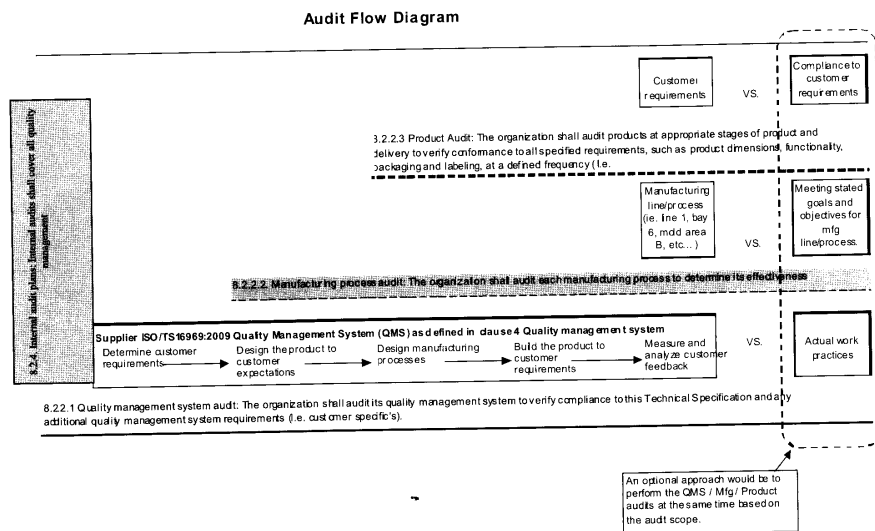 Audit Flow Diagram
Customer
requirements
VS.
Compliance to
customer
requirements
8.2.4. Internal audit plans: Internal audits shall cover all quality
management
3.2.2.3 Product Audit: The organization shall audit products at appropriate stages of product and
delivery to verify conformance to all specified requirements, such as product dimensions, functionality,
packaging and labeling, at a defined frequency (I.e.
Manufacturing
line/process
(ie. line 1, bay
6, mold area
B, etc... )
VS.
Meeting stated
goals and
objectives for
mfg
line/process.
8.2.2.2. Manufacturing process audit: The organization shall audit each manufacturing process to determine its effectiveness
Supplier ISO/TS16969:2009 Quality Management System (QMS) as defined in clause 4 Quality management system
Determine customer
requirements
Design the product to
customer
expectations
Design manufacturing
processes
Build the product to
customer
requirements
Measure and
analyze customer
feedback
VS.
Actual work
practices
8.22.1 Quality management system audit: The organization shall audit its quality management system to verify compliance to this Technical Specification and any
additional quality management system requirements (I.e. customer specific's).
An optional approach would be to
perform the QMS / Mfg / Product
audits at the same time based on
the audit scope.